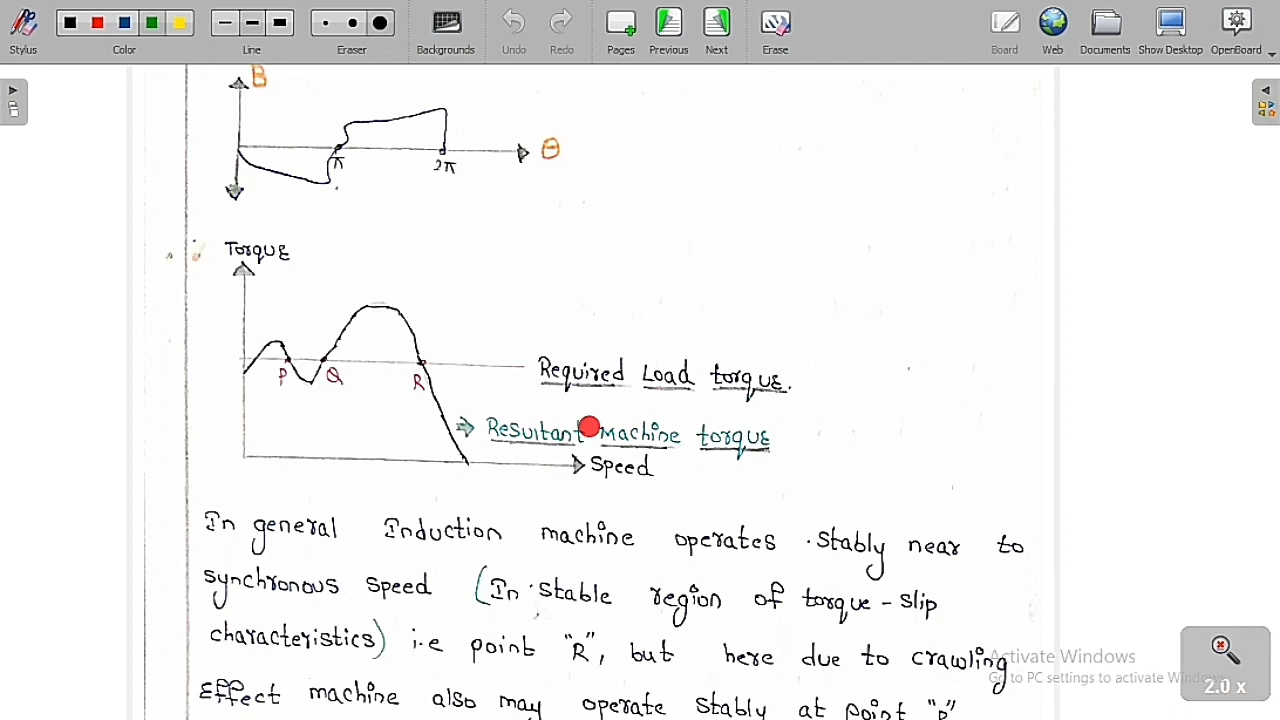 Stylus
Color
Line
Eraser
Backgrounds
Undo
Redo
Pages
Previous
Next
Erase
Board
Web
Documents
Show Desktop
OpenBoard
B
θ
π
2π
Torque
P
Q
R
Required Load torque.
Resultant machine torque
Speed
In general Induction machine operates stably near to
synchronous speed (In stable region of torque - slip
characteristics) i.e point "R", but here due to crawling
Effect machine also may operate stably at point "P"
Activate Windows
Go to PC settings to activate Windows.
2.0 x